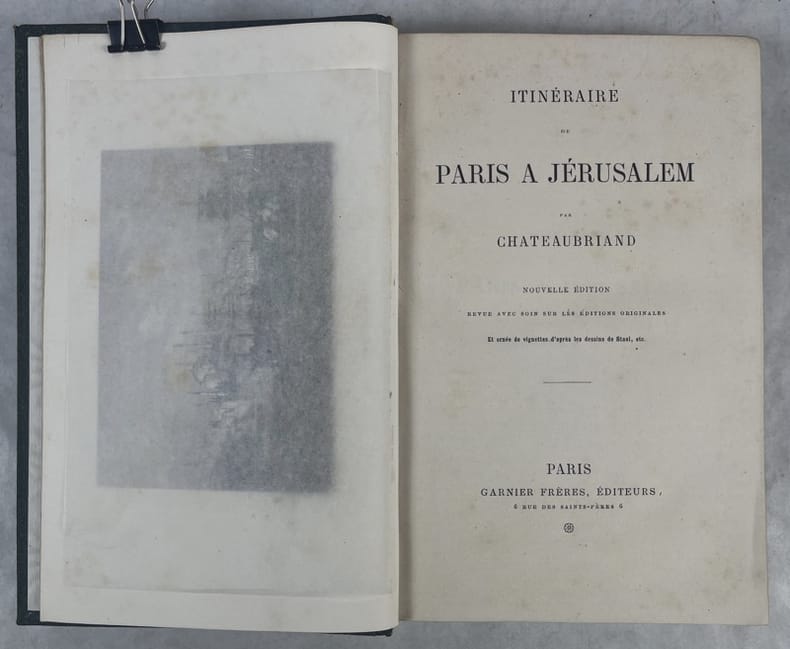 ITINÉRAIRE
DE
PARIS A JÉRUSALEM
PAR
CHATEAUBRIAND
NOUVELLE ÉDITION
REVUE AVEC SOIN SUR LES ÉDITIONS ORIGINALES
Et ornée de vignettes d'après les dessins de Staal, etc.
PARIS
GARNIER FRÈRES, ÉDITEURS,
6 RUE DES SAINTS-PÈRES 6